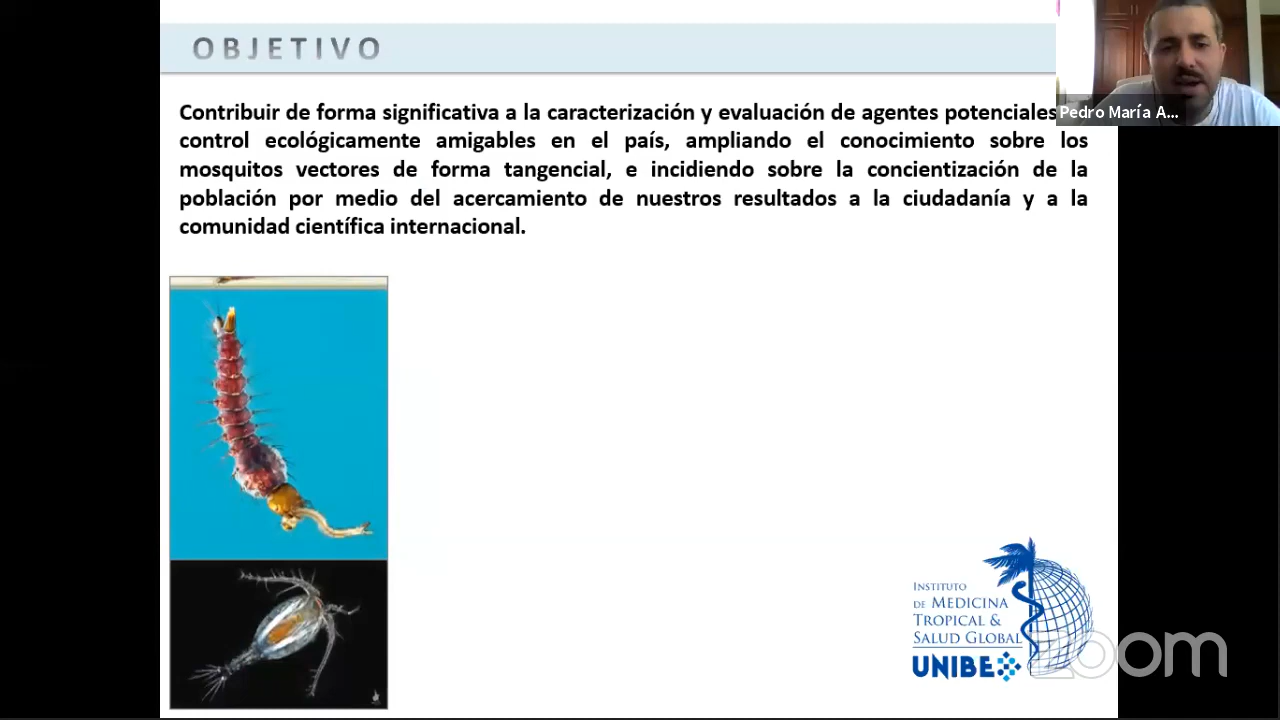 OBJETIVO
Contribuir de forma significativa a la caracterización y evaluación de agentes potenciales
control ecológicamente amigables en el país, ampliando el conocimiento sobre los
mosquitos vectores de forma tangencial, e incidiendo sobre la concientización de la
población por medio del acercamiento de nuestros resultados a la ciudadanía y a la
comunidad científica internacional.
Pedro María A...
INSTITUTO
DE MEDICINA
TROPICAL &
SALUD GLOBAL
UNIBE
zoom